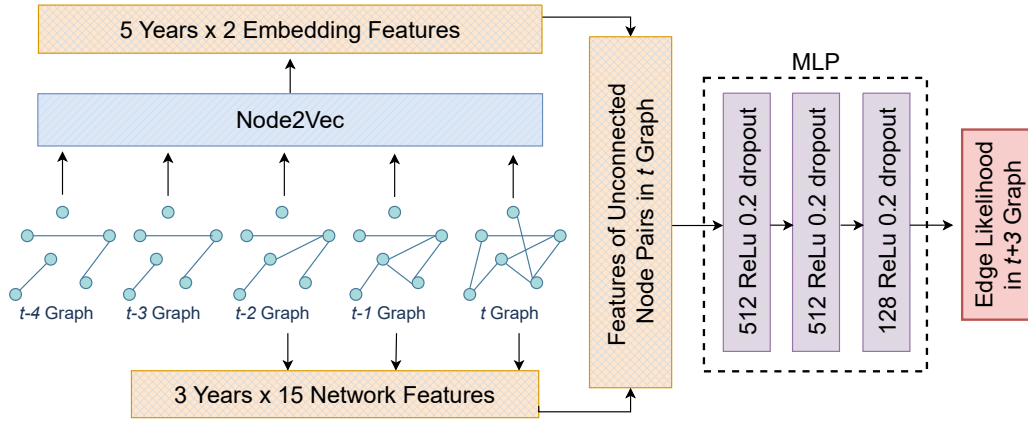 5 Years x 2 Embedding Features
Node2Vec
t-4 Graph
t-3 Graph
t-2 Graph
t-1 Graph
t Graph
3 Years x 15 Network Features
Features of Unconnected
Node Pairs in t Graph
MLP
512 ReLu 0.2 dropout
512 ReLu 0.2 dropout
128 ReLu 0.2 dropout
Edge Likelihood
in t+3 Graph